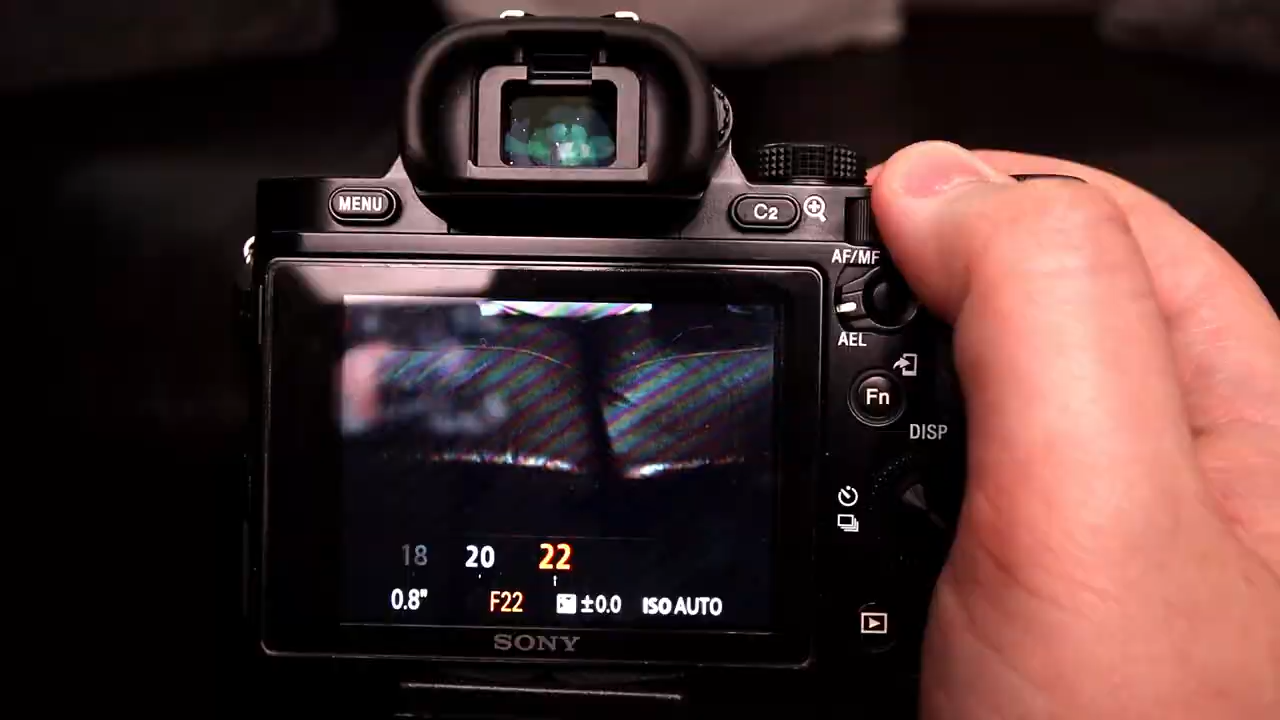 MENU
C2
AF/MF
AEL
Fn
DISP
18 20 22
0.8" F22 ±0.0 ISO AUTO
SONY